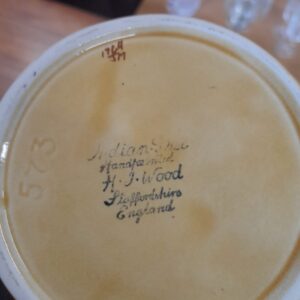 Indian Tree
Handpainted
H. J. Wood
Staffordshire
England
573